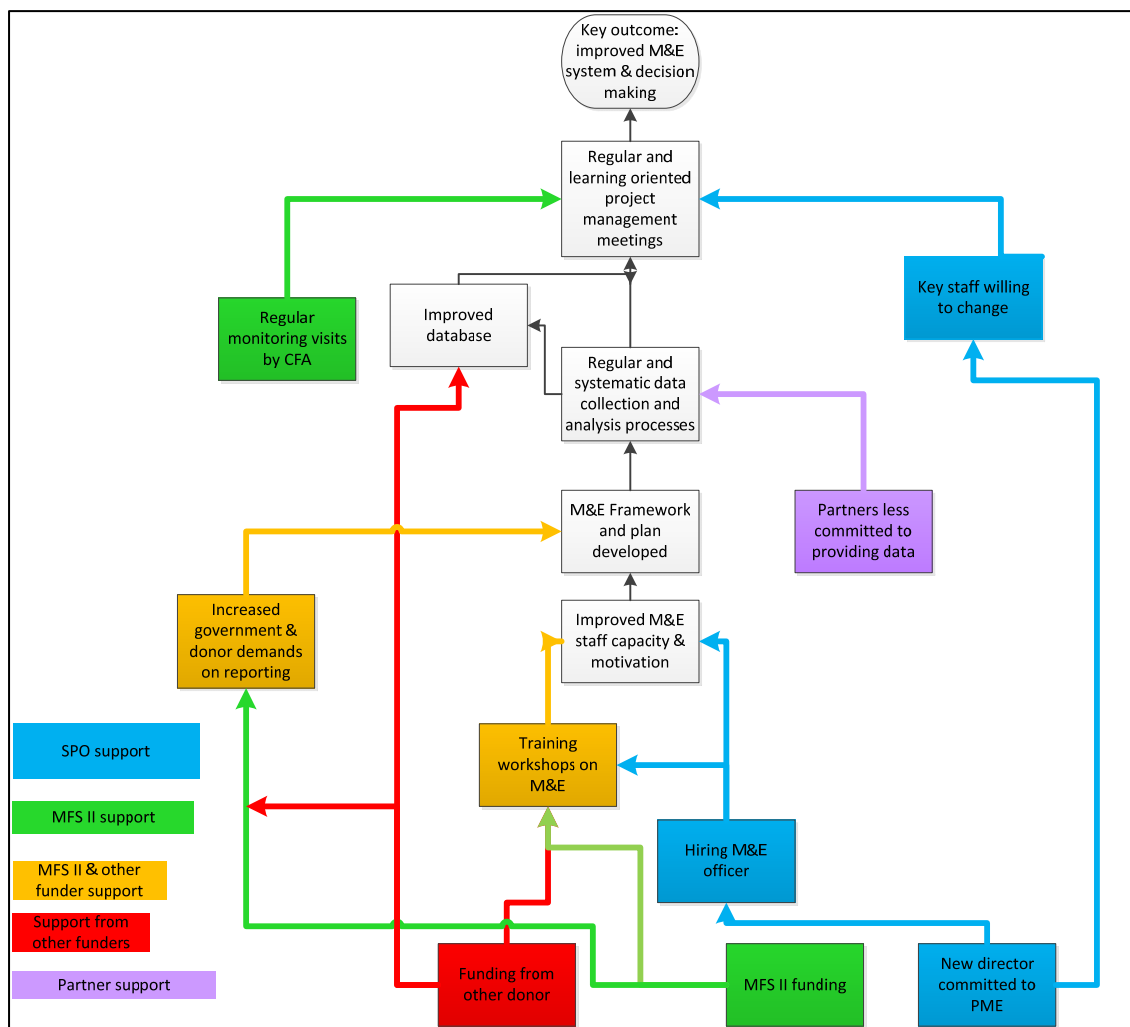 Key outcome:
improved M&E
system & decision
making
Regular and
learning oriented
project
management
meetings
Key staff willing
to change
Regular
monitoring visits
by CFA
Improved
database
Regular and
systematic data
collection and
analysis processes
M&E Framework
and plan
developed
Partners less
committed to
providing data
Increased
government &
donor demands
on reporting
Improved M&E
staff capacity &
motivation
Training
workshops on
M&E
SPO support
MFS II support
Hiring M&E
officer
MFS II & other
funder support
Support from
other funders
Partner support
Funding from
other donor
MFS II funding
New director
committed to
PME